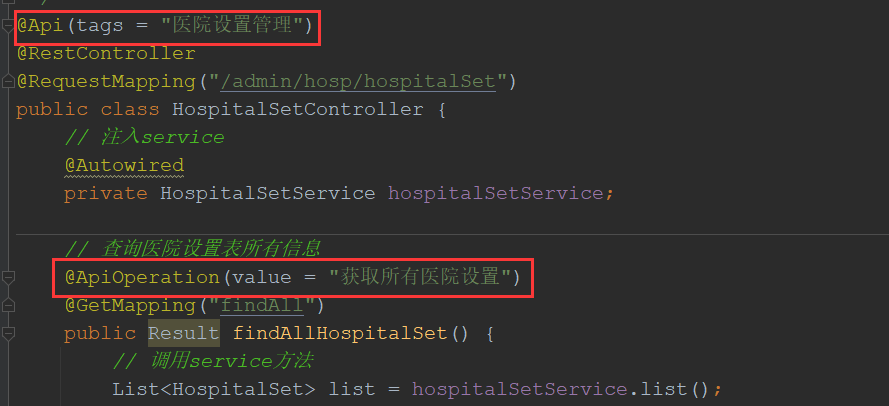 @Api(tags = "医院设置管理")
@RestController
@RequestMapping("/admin/hosp/hospitalSet")
public class HospitalSetController {
// 注入service
@Autowired
private HospitalSetService hospitalSetService;
// 查询医院设置表所有信息
@ApiOperation(value = "获取所有医院设置")
@GetMapping("findAll")
public Result findAllHospitalSet() {
// 调用service方法
List<HospitalSet> list = hospitalSetService.list();